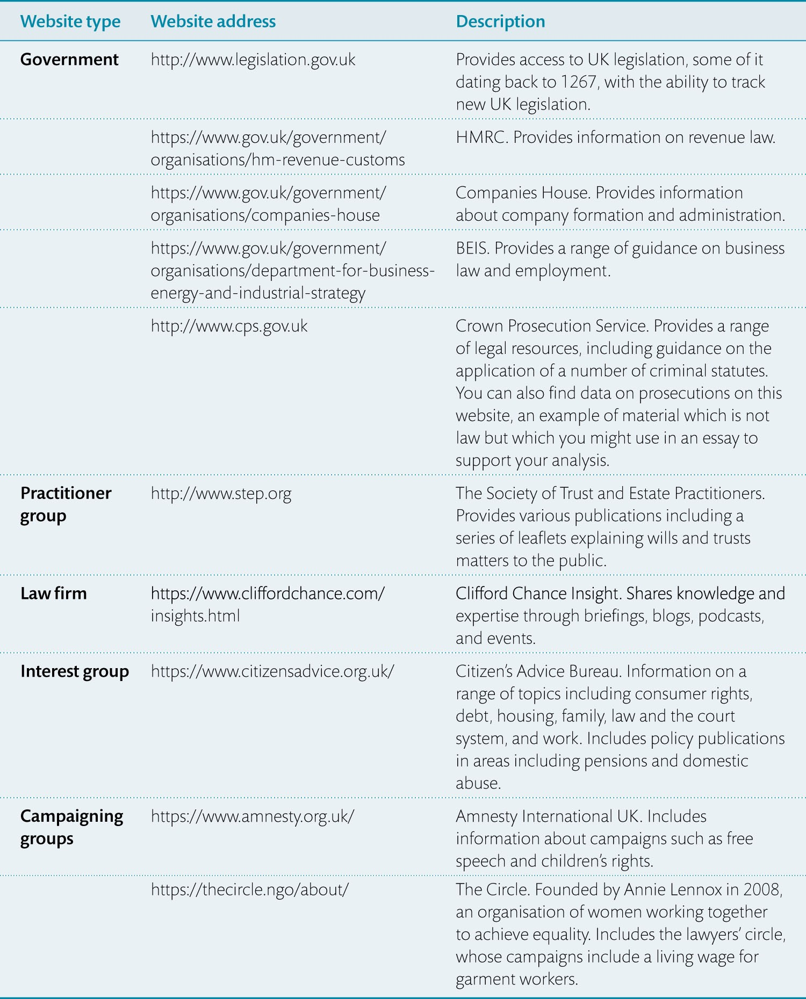 Website type Website address Description
Government http://www.legislation.gov.uk Provides access to UK legislation, some of it
dating back to 1267, with the ability to track
new UK legislation.
https://www.gov.uk/government/ HMRC. Provides information on revenue law.
organisations/hm-revenue-customs
https://www.gov.uk/government/ Companies House. Provides information
organisations/companies-house about company formation and administration.
https://www.gov.uk/government/ BEIS. Provides a range of guidance on business
organisations/department-for-business- law and employment.
energy-and-industrial-strategy
http://www.cps.gov.uk Crown Prosecution Service. Provides a range
of legal resources, including guidance on the
application of a number of criminal statutes.
You can also find data on prosecutions on this
website, an example of material which is not
law but which you might use in an essay to
support your analysis.
Practitioner http://www.step.org The Society of Trust and Estate Practitioners.
group Provides various publications including a
series of leaflets explaining wills and trusts
matters to the public.
Law firm https://www.cliffordchance.com/ Clifford Chance Insight. Shares knowledge and
insights.html expertise through briefings, blogs, podcasts,
and events.
Interest group https://www.citizensadvice.org.uk/ Citizen's Advice Bureau. Information on a
range of topics including consumer rights,
debt, housing, family, law and the court
system, and work. Includes policy publications
in areas including pensions and domestic
abuse.
Campaigning https://www.amnesty.org.uk/ Amnesty International UK. Includes
groups information about campaigns such as free
speech and children's rights.
https://thecircle.ngo/about/ The Circle. Founded by Annie Lennox in 2008,
an organisation of women working together
to achieve equality. Includes the lawyers' circle,
whose campaigns include a living wage for
garment workers.